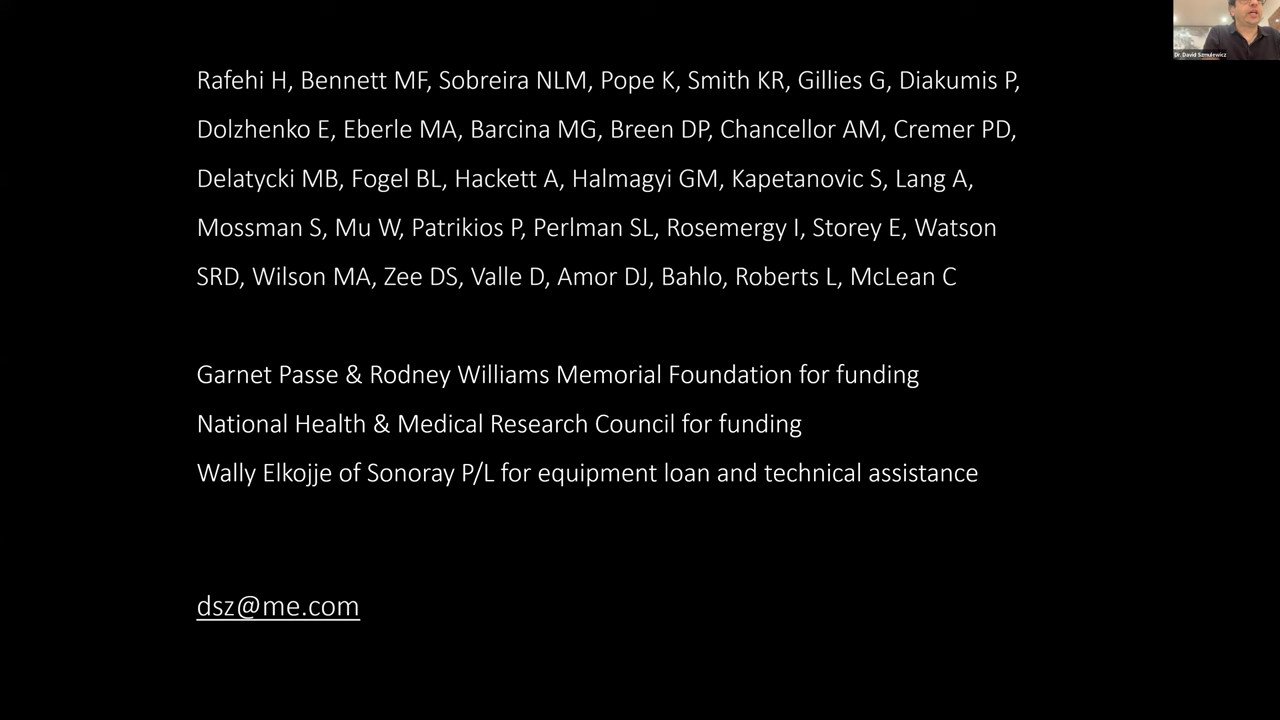 Dr. David Szmulewicz
Rafehi H, Bennett MF, Sobreira NLM, Pope K, Smith KR, Gillies G, Diakumis P,
Dolzhenko E, Eberle MA, Barcina MG, Breen DP, Chancellor AM, Cremer PD,
Delatycki MB, Fogel BL, Hackett A, Halmagyi GM, Kapetanovic S, Lang A,
Mossman S, Mu W, Patrikios P, Perlman SL, Rosemergy I, Storey E, Watson
SRD, Wilson MA, Zee DS, Valle D, Amor DJ, Bahlo, Roberts L, McLean C
Garnet Passe & Rodney Williams Memorial Foundation for funding
National Health & Medical Research Council for funding
Wally Elkojje of Sonoray P/L for equipment loan and technical assistance
dsz@me.com